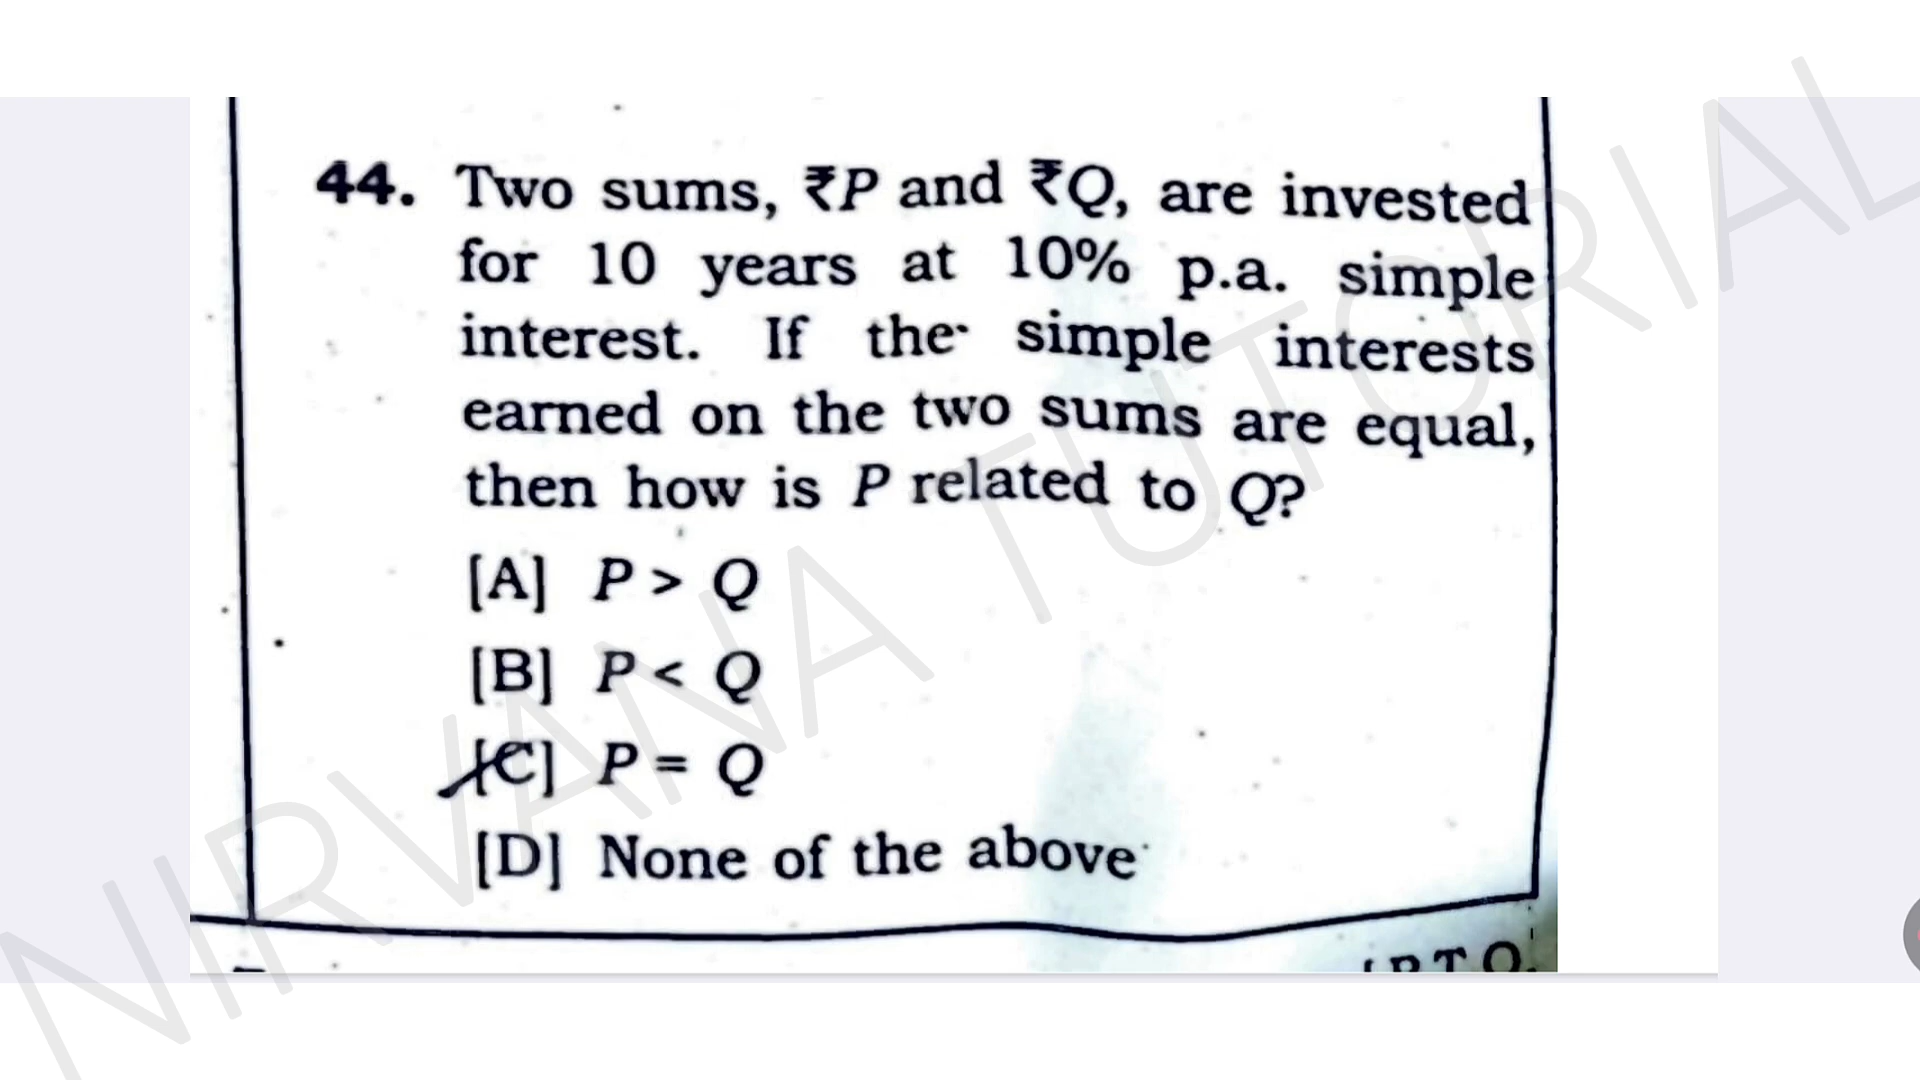 44. Two sums, ₹P and ₹Q, are invested
for 10 years at 10% p.a. simple
interest. If the simple interests
earned on the two sums are equal,
then how is P related to Q?
[A] P > Q
[B] P < Q
[C] P = Q
[D] None of the above
NIRVANA TUTORIAL